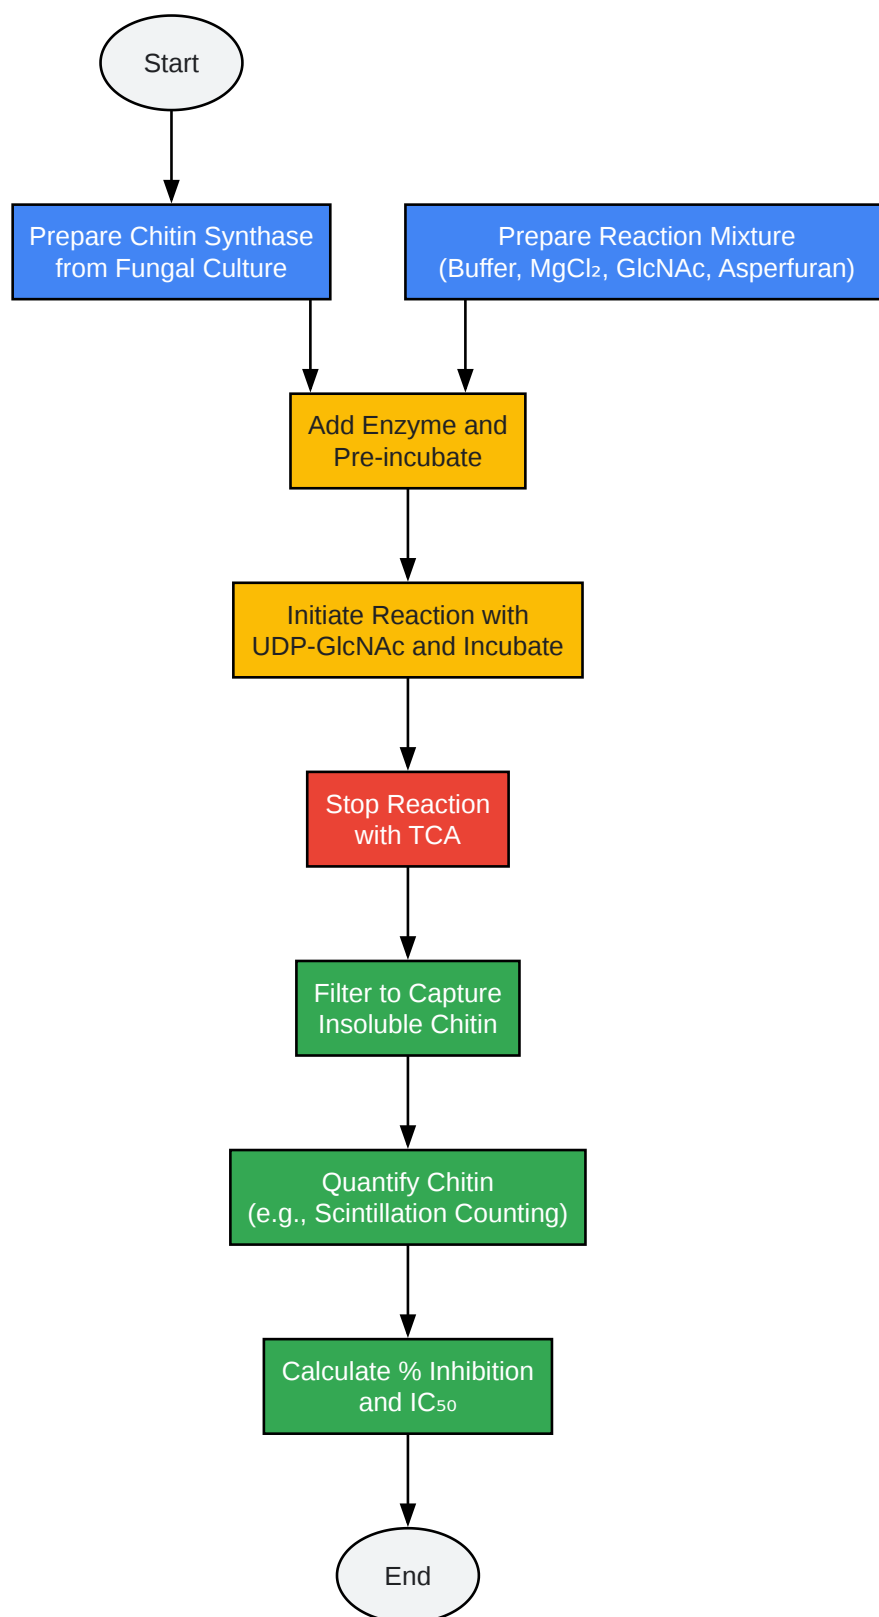 Start
Prepare Chitin Synthase
from Fungal Culture
Prepare Reaction Mixture
(Buffer, MgCl₂, GlcNAc, Asperfuran)
Add Enzyme and
Pre-incubate
Initiate Reaction with
UDP-GlcNAc and Incubate
Stop Reaction
with TCA
Filter to Capture
Insoluble Chitin
Quantify Chitin
(e.g., Scintillation Counting)
Calculate % Inhibition
and IC₅₀
End